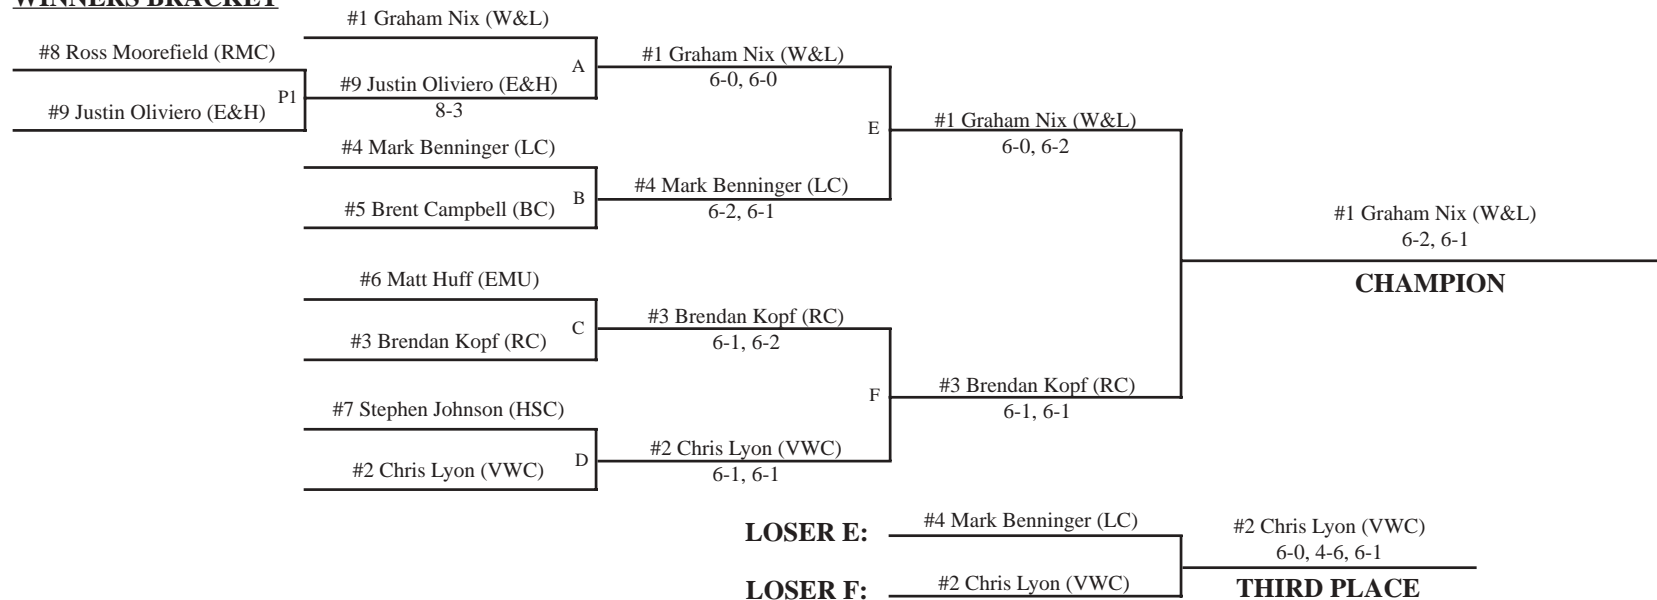 WINNERS BRACKET
#1 Graham Nix (W&L)
#8 Ross Moorefield (RMC)
P1
#9 Justin Oliviero (E&H)
#9 Justin Oliviero (E&H)
8-3
A
#1 Graham Nix (W&L)
6-0, 6-0
#4 Mark Benninger (LC)
#5 Brent Campbell (BC)
B
#4 Mark Benninger (LC)
6-2, 6-1
E
#1 Graham Nix (W&L)
6-0, 6-2
#6 Matt Huff (EMU)
#3 Brendan Kopf (RC)
C
#3 Brendan Kopf (RC)
6-1, 6-2
#7 Stephen Johnson (HSC)
#2 Chris Lyon (VWC)
D
#2 Chris Lyon (VWC)
6-1, 6-1
F
#3 Brendan Kopf (RC)
6-1, 6-1
#1 Graham Nix (W&L)
6-2, 6-1
CHAMPION
LOSER E:
#4 Mark Benninger (LC)
LOSER F:
#2 Chris Lyon (VWC)
#2 Chris Lyon (VWC)
6-0, 4-6, 6-1
THIRD PLACE